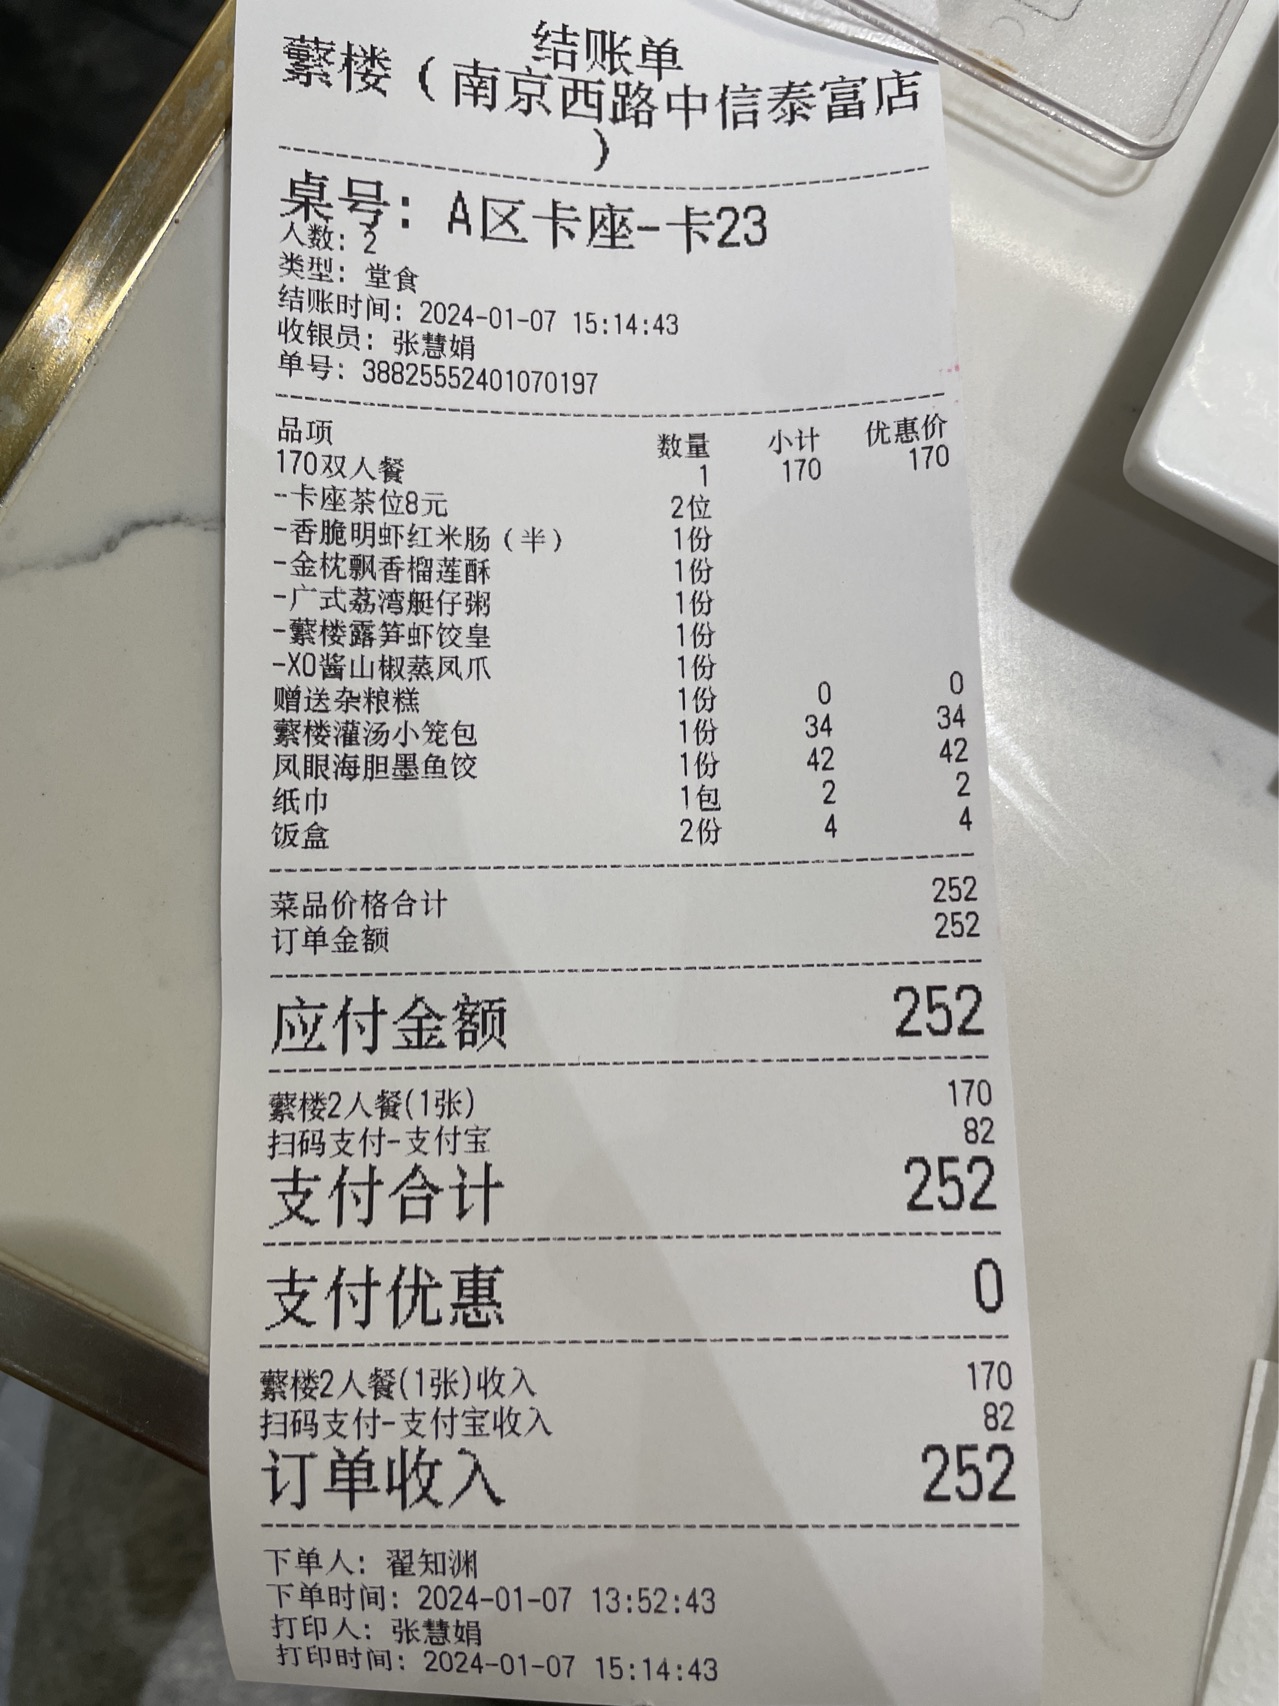 结账单
蘩楼（南京西路中信泰富店
）
桌号：A区卡座-卡23
人数：2
类型：堂食
结账时间：2024-01-07 15:14:43
收银员：张慧娟
单号：38825552401070197
品项 数量 小计 优惠价
170双人餐 1 170 170
-卡座茶位8元 2位
-香脆明虾红米肠（半） 1份
-金枕飘香榴莲酥 1份
-广式荔湾艇仔粥 1份
-蘩楼露笋虾饺皇 1份
-XO酱山椒蒸凤爪 1份
赠送杂粮糕 1份 0 0
蘩楼灌汤小笼包 1份 34 34
凤眼海胆墨鱼饺 1份 42 42
纸巾 1包 2 2
饭盒 2份 4 4
菜品价格合计 252
订单金额 252
应付金额 252
蘩楼2人餐(1张) 170
扫码支付-支付宝 82
支付合计 252
支付优惠 0
蘩楼2人餐(1张)收入 170
扫码支付-支付宝收入 82
订单收入 252
下单人：翟知渊
下单时间：2024-01-07 13:52:43
打印人：张慧娟
打印时间：2024-01-07 15:14:43